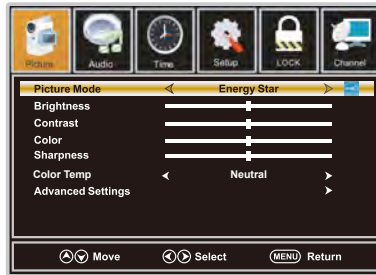 Picture Audio Time Setup LOCK Channel
Picture Mode Energy Star
Brightness
Contrast
Color
Sharpness
Color Temp Neutral
Advanced Settings
Move Select MENU Return